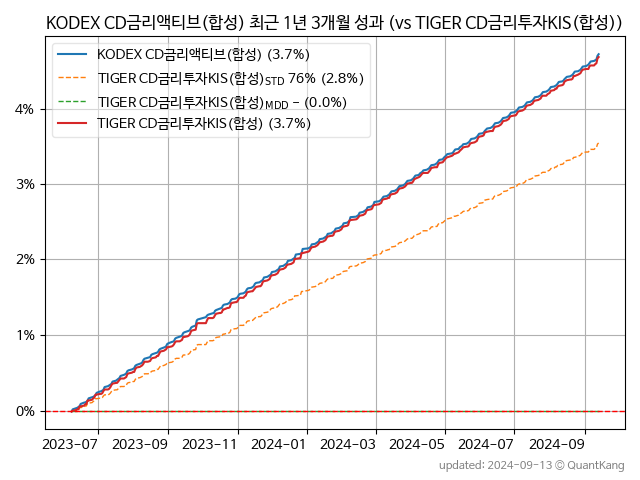 KODEX CD금리액티브(합성) 최근 1년 3개월 성과 (vs TIGER CD금리투자KIS(합성))
KODEX CD금리액티브(합성) (3.7%)
TIGER CD금리투자KIS(합성)STD 76% (2.8%)
TIGER CD금리투자KIS(합성)MDD − (0.0%)
TIGER CD금리투자KIS(합성) (3.7%)
4%
3%
2%
1%
0%
2023−07 2023−09 2023−11 2024−01 2024−03 2024−05 2024−07 2024−09
updated: 2024-09-13 © QuantKang